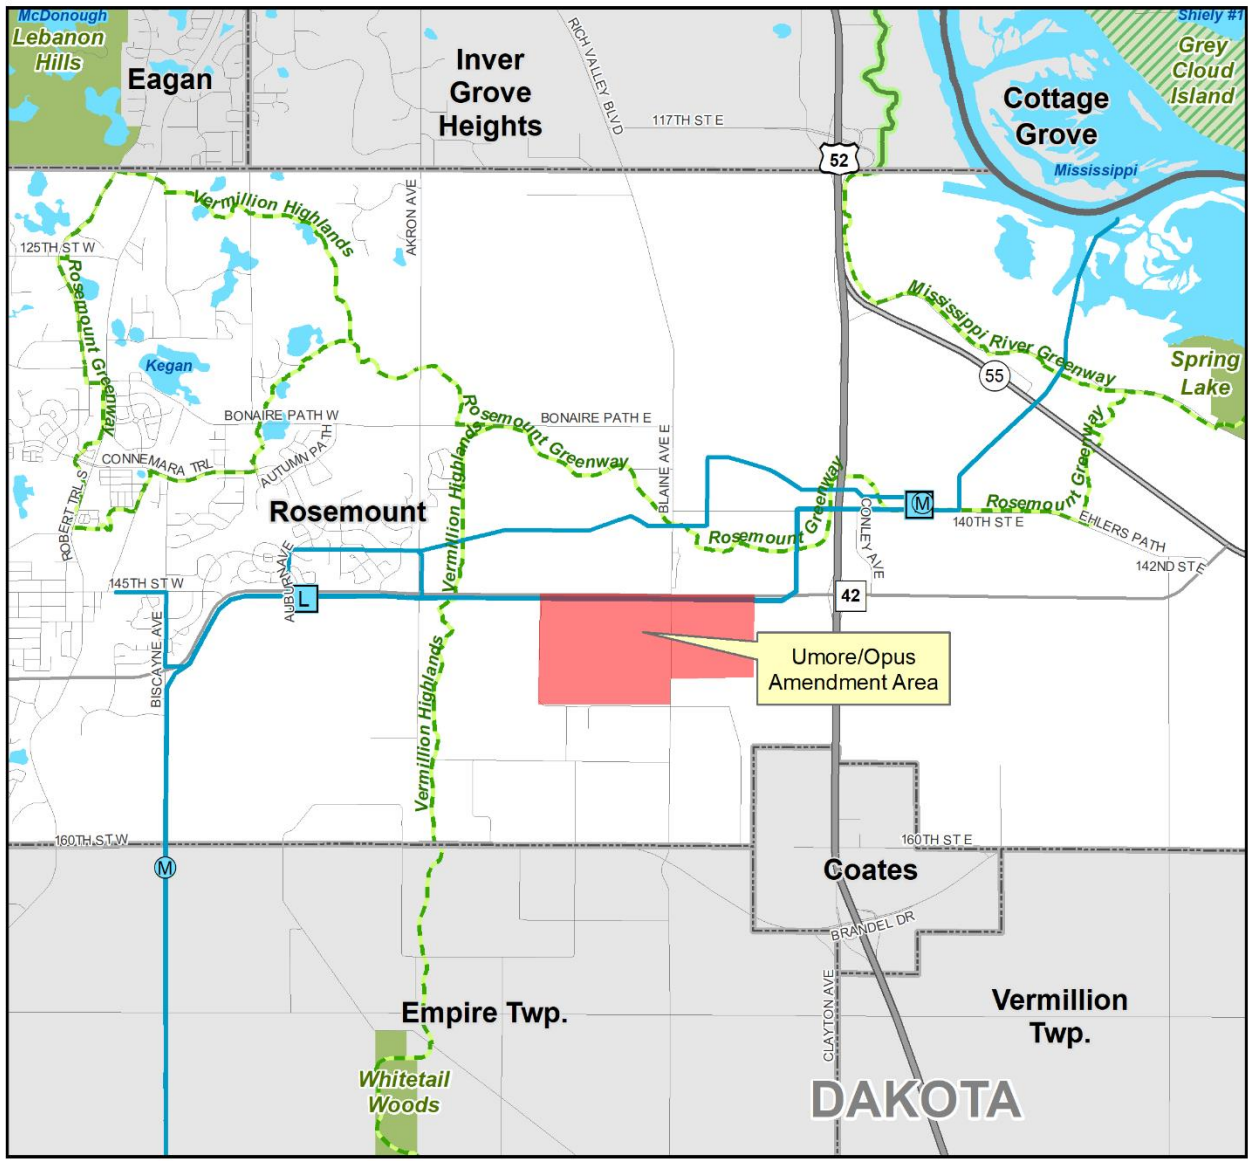 McDonough
Lebanon
Hills
Eagan
Inver
Grove
Heights
RICH VALLEY BLVD
117TH ST E
52
Cottage
Grove
Shiely #1
Grey
Cloud
Island
Mississippi
Vermillion Highlands
AKRON AVE
125TH ST W
Rosemount Greenway
Mississippi River Greenway
55
Spring
Lake
Kegan
BONAIRE PATH W
BONAIRE PATH E
Rosemount Greenway
CONNEMARA TRL
AUTUMN PATH
ROBERT TRL S
Vermillion Highlands
BLAINE AVE E
Rosemount Greenway
Rosemount Greenway
M
140TH ST E
EHLERS PATH
142ND ST E
CONLEY AVE
Rosemount
AUBURN AVE
145TH ST W
L
42
BISCAYNE AVE
Vermillion Highlands
Umore/Opus
Amendment Area
160TH ST W
160TH ST E
M
Coates
BRANDEL DR
CLAYTON AVE
Empire Twp.
Vermillion
Twp.
Whitetail
Woods
DAKOTA